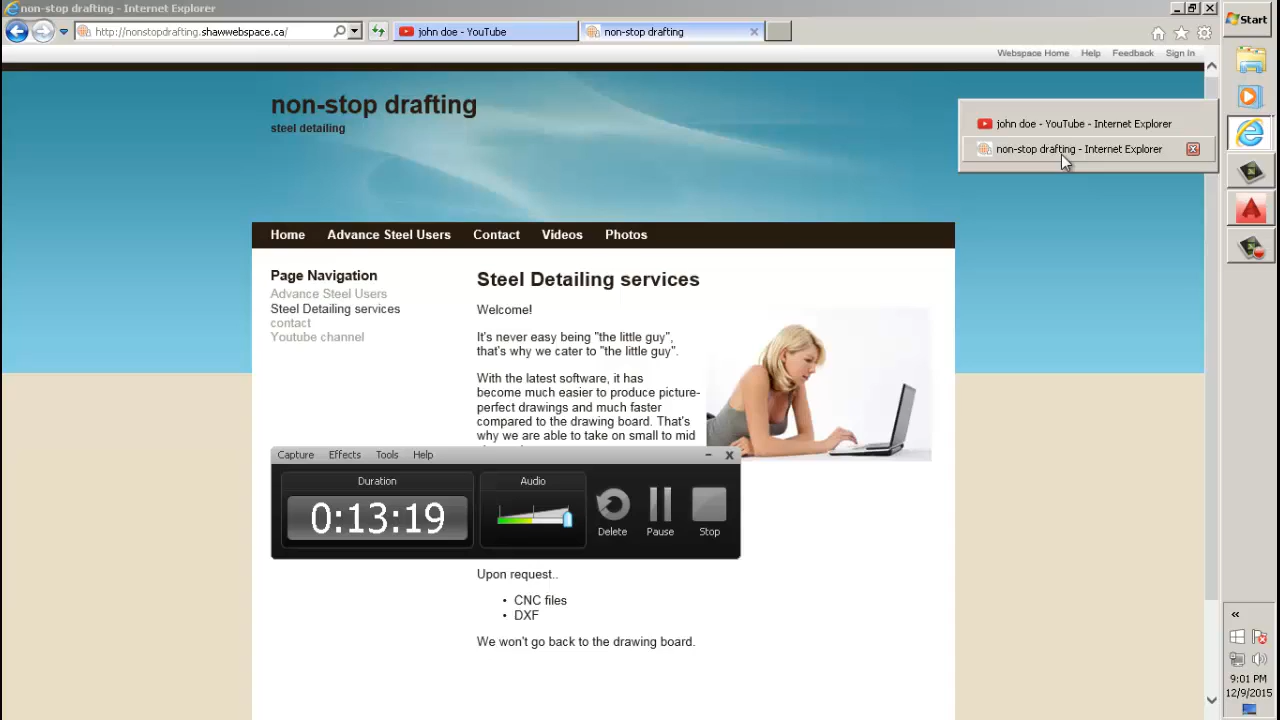 non-stop drafting - Internet Explorer
http://nonstopdrafting.shawwebspace.ca/
john doe - YouTube
non-stop drafting
Start
Webspace Home Help Feedback Sign In
non-stop drafting
steel detailing
john doe - YouTube - Internet Explorer
non-stop drafting - Internet Explorer
Home Advance Steel Users Contact Videos Photos
Page Navigation
Advance Steel Users
Steel Detailing services
contact
Youtube channel
Steel Detailing services
Welcome!
It's never easy being "the little guy",
that's why we cater to "the little guy".
With the latest software, it has
become much easier to produce picture-
perfect drawings and much faster
compared to the drawing board. That's
why we are able to take on small to mid
Capture Effects Tools Help
Duration
0:13:19
Audio
Delete Pause Stop
Upon request..
• CNC files
• DXF
We won't go back to the drawing board.
9:01 PM
12/9/2015